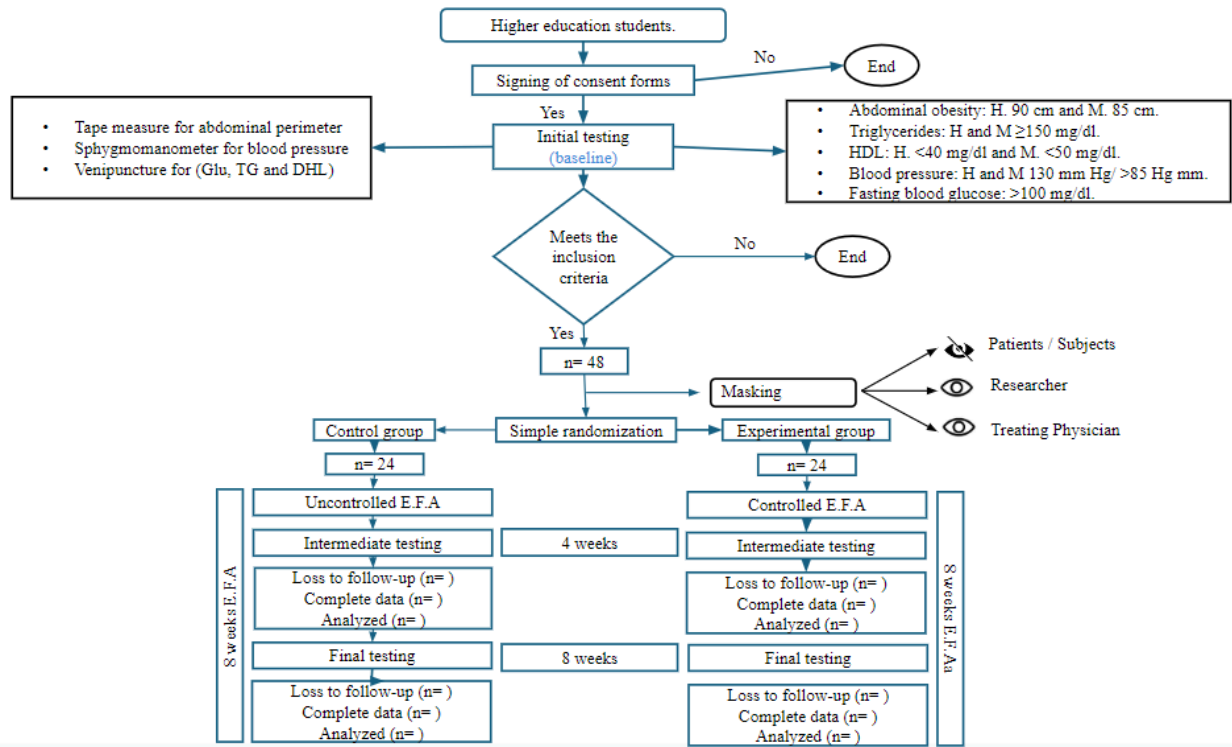 Higher education students.
No
End
Signing of consent forms
Yes
• Tape measure for abdominal perimeter
• Sphygmomanometer for blood pressure
• Venipuncture for (Glu, TG and DHL)
Initial testing
(baseline)
• Abdominal obesity: H. 90 cm and M. 85 cm.
• Triglycerides: H and M ≥150 mg/dl.
• HDL: H. <40 mg/dl and M. <50 mg/dl.
• Blood pressure: H and M 130 mm Hg/ >85 Hg mm.
• Fasting blood glucose: >100 mg/dl.
Meets the
inclusion
criteria
No
End
Yes
n= 48
Masking
Patients / Subjects
Researcher
Treating Physician
Control group
Simple randomization
Experimental group
n= 24
n= 24
8 weeks E.F.A
Uncontrolled E.F.A
Controlled E.F.A
8 weeks E.F.Aa
Intermediate testing
4 weeks
Intermediate testing
Loss to follow-up (n= )
Complete data (n= )
Analyzed (n= )
Loss to follow-up (n= )
Complete data (n= )
Analyzed (n= )
Final testing
8 weeks
Final testing
Loss to follow-up (n= )
Complete data (n= )
Analyzed (n= )
Loss to follow-up (n= )
Complete data (n= )
Analyzed (n= )